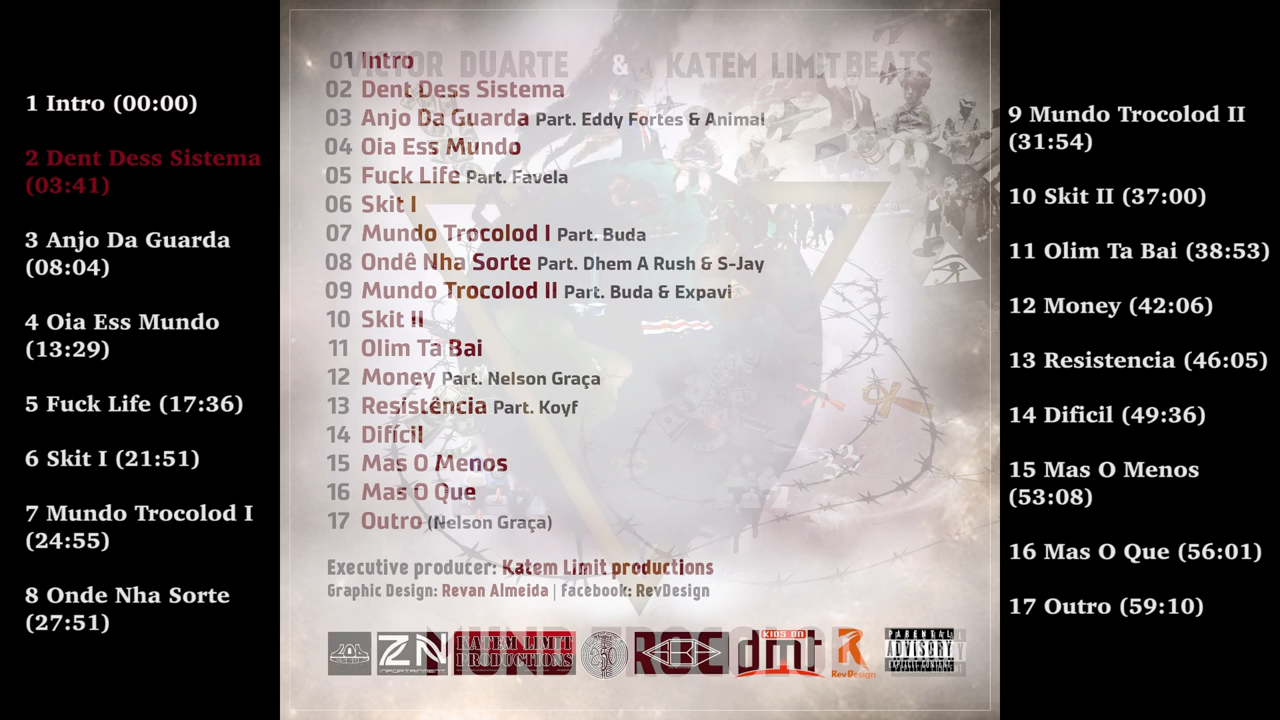 1 Intro (00:00)
2 Dent Dess Sistema
(03:41)
3 Anjo Da Guarda
(08:04)
4 Oia Ess Mundo
(13:29)
5 Fuck Life (17:36)
6 Skit I (21:51)
7 Mundo Trocolod I
(24:55)
8 Onde Nha Sorte
(27:51)
VICTOR DUARTE & KATEM LIMIT BEATS
01 Intro
02 Dent Dess Sistema
03 Anjo Da Guarda Part. Eddy Fortes & Animal
04 Oia Ess Mundo
05 Fuck Life Part. Favela
06 Skit I
07 Mundo Trocolod I Part. Buda
08 Ondê Nha Sorte Part. Dhem A Rush & S-Jay
09 Mundo Trocolod II Part. Buda & Expavi
10 Skit II
11 Olim Ta Bai
12 Money Part. Nelson Graça
13 Resistência Part. Koyf
14 Difícil
15 Mas O Menos
16 Mas O Que
17 Outro (Nelson Graça)
Executive producer: Katem Limit productions
Graphic Design: Revan Almeida | Facebook: RevDesign
ZN
KATEM LIMIT
PRODUCTIONS
KIDS ON
dmt
RevDesign
PARENTAL
ADVISORY
EXPLICIT CONTENT
9 Mundo Trocolod II
(31:54)
10 Skit II (37:00)
11 Olim Ta Bai (38:53)
12 Money (42:06)
13 Resistencia (46:05)
14 Dificil (49:36)
15 Mas O Menos
(53:08)
16 Mas O Que (56:01)
17 Outro (59:10)